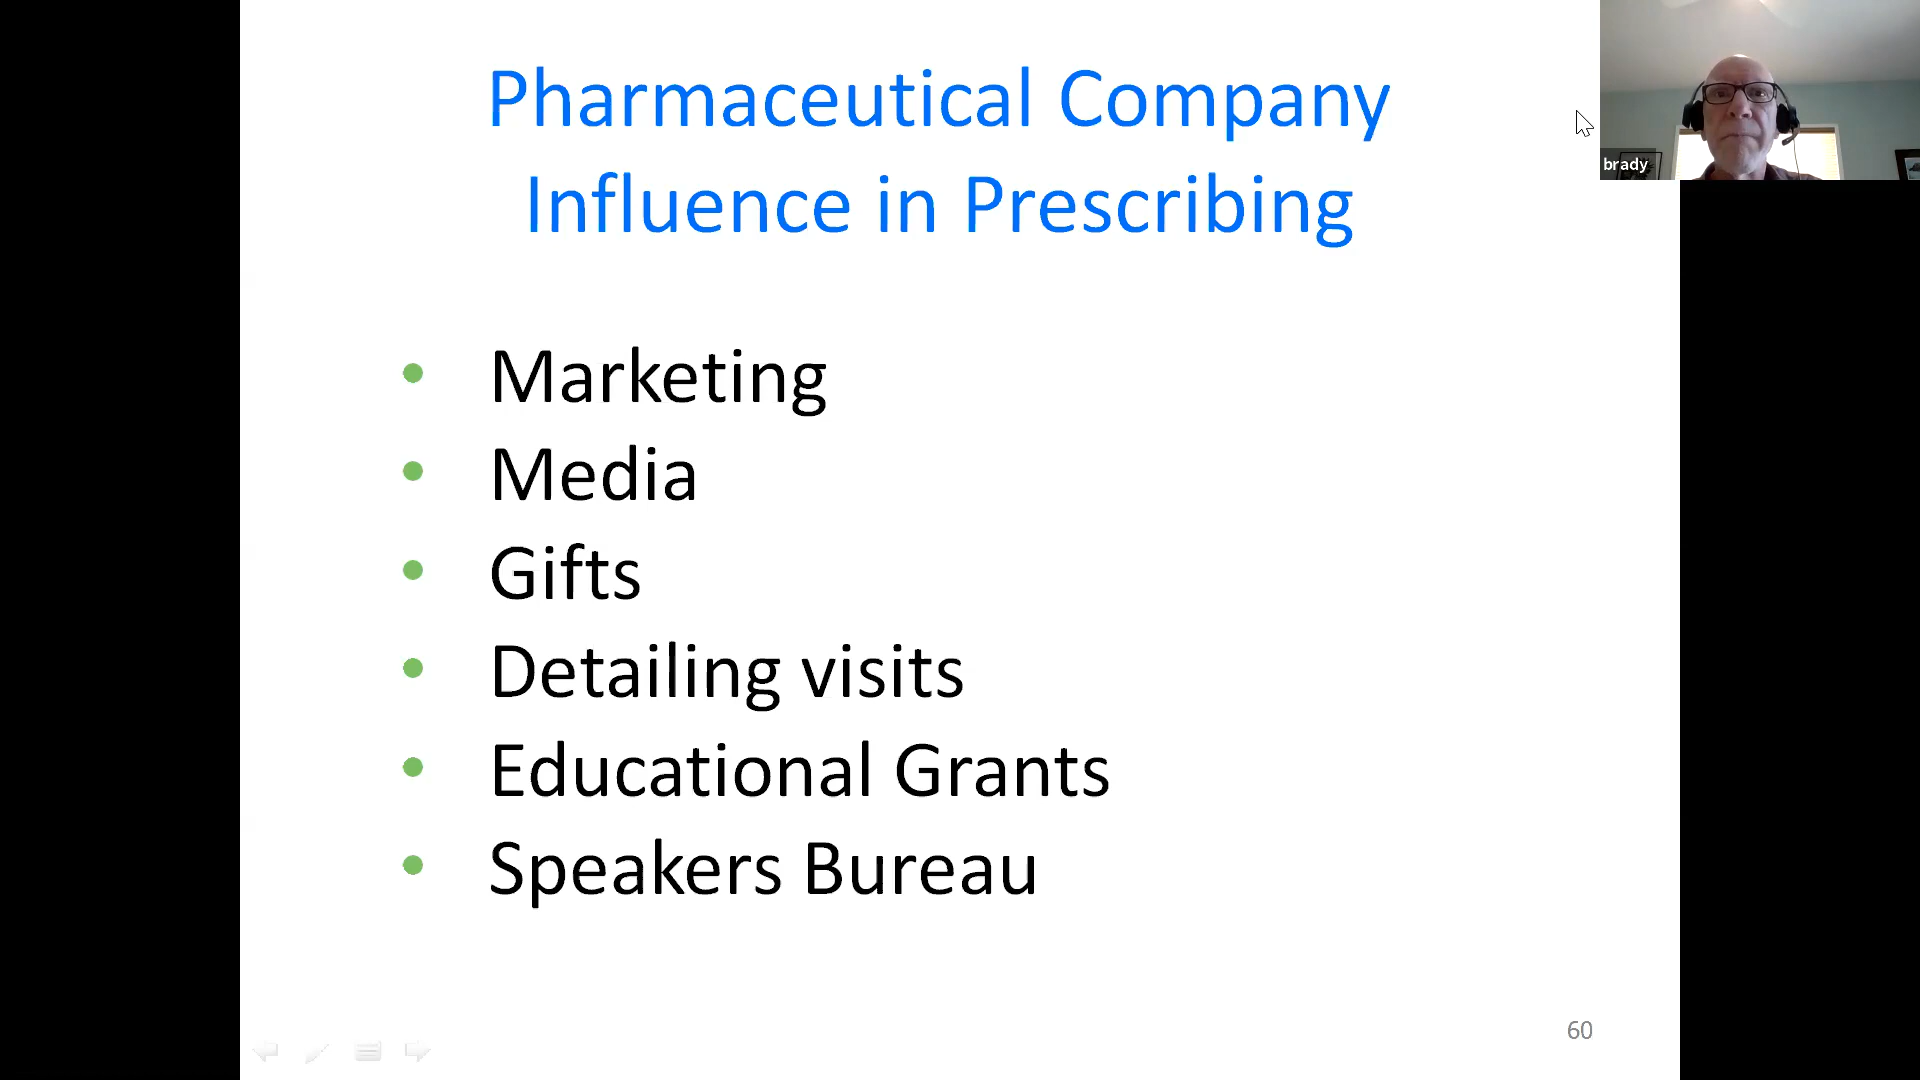 Pharmaceutical Company
Influence in Prescribing
brady
• Marketing
• Media
• Gifts
• Detailing visits
• Educational Grants
• Speakers Bureau
60